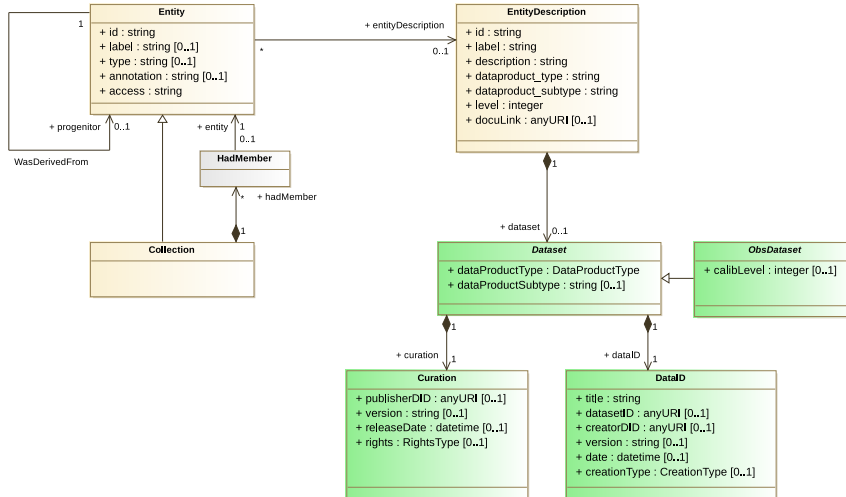 Entity
+ id : string
+ label : string [0..1]
+ type : string [0..1]
+ annotation : string [0..1]
+ access : string
1
+ progenitor
0..1
WasDerivedFrom
+ entityDescription
*
0..1
EntityDescription
+ id : string
+ label : string
+ description : string
+ dataproduct_type : string
+ dataproduct_subtype : string
+ level : integer
+ docuLink : anyURI [0..1]
+ entity
1
0..1
HadMember
*
+ hadMember
1
Collection
1
+ dataset
0..1
Dataset
+ dataProductType : DataProductType
+ dataProductSubtype : string [0..1]
ObsDataset
+ calibLevel : integer [0..1]
1
+ curation
1
1
+ dataID
1
Curation
+ publisherDID : anyURI [0..1]
+ version : string [0..1]
+ releaseDate : datetime [0..1]
+ rights : RightsType [0..1]
DataID
+ title : string
+ datasetID : anyURI [0..1]
+ creatorDID : anyURI [0..1]
+ version : string [0..1]
+ date : datetime [0..1]
+ creationType : CreationType [0..1]